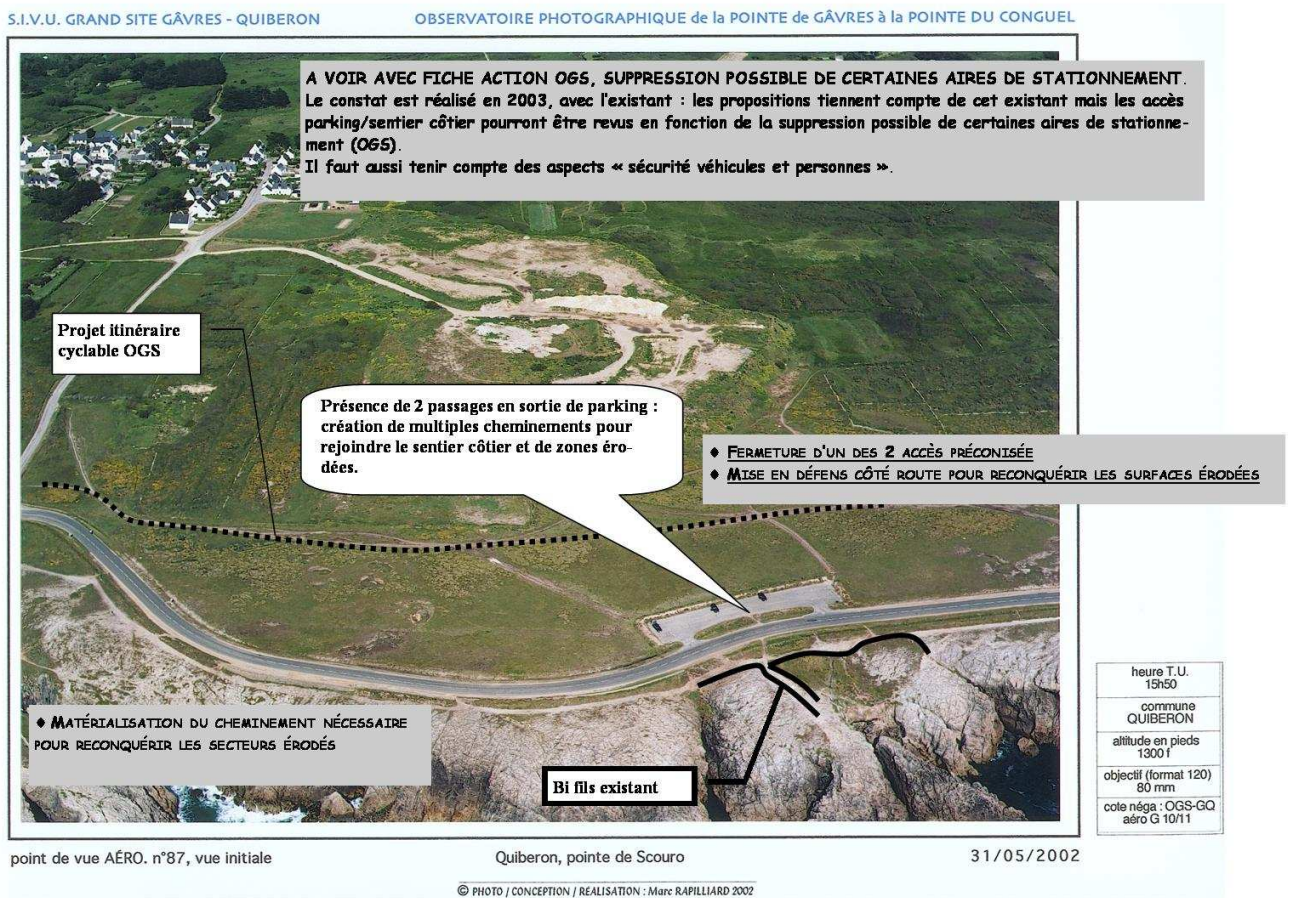 S.I.V.U. GRAND SITE GÂVRES - QUIBERON
OBSERVATOIRE PHOTOGRAPHIQUE de la POINTE de GÂVRES à la POINTE DU CONGUEL
A VOIR AVEC FICHE ACTION OGS, SUPPRESSION POSSIBLE DE CERTAINES AIRES DE STATIONNEMENT.
Le constat est réalisé en 2003, avec l'existant : les propositions tiennent compte de cet existant mais les accès
parking/sentier côtier pourront être revus en fonction de la suppression possible de certaines aires de stationne-
ment (OGS).
Il faut aussi tenir compte des aspects « sécurité véhicules et personnes ».
Projet itinéraire
cyclable OGS
Présence de 2 passages en sortie de parking :
création de multiples cheminements pour
rejoindre le sentier côtier et de zones éro-
dées.
♦ FERMETURE D'UN DES 2 ACCÈS PRÉCONISÉE
♦ MISE EN DÉFENS CÔTÉ ROUTE POUR RECONQUÉRIR LES SURFACES ÉRODÉES
♦ MATÉRIALISATION DU CHEMINEMENT NÉCESSAIRE
POUR RECONQUÉRIR LES SECTEURS ÉRODÉS
Bi fils existant
heure T.U.
15h50
commune
QUIBERON
altitude en pieds
1300 f
objectif (format 120)
80 mm
cote néga : OGS-GQ
aéro G 10/11
point de vue AÉRO. n°87, vue initiale
Quiberon, pointe de Scouro
31/05/2002
© PHOTO / CONCEPTION / REALISATION : Marc RAPILLIARD 2002